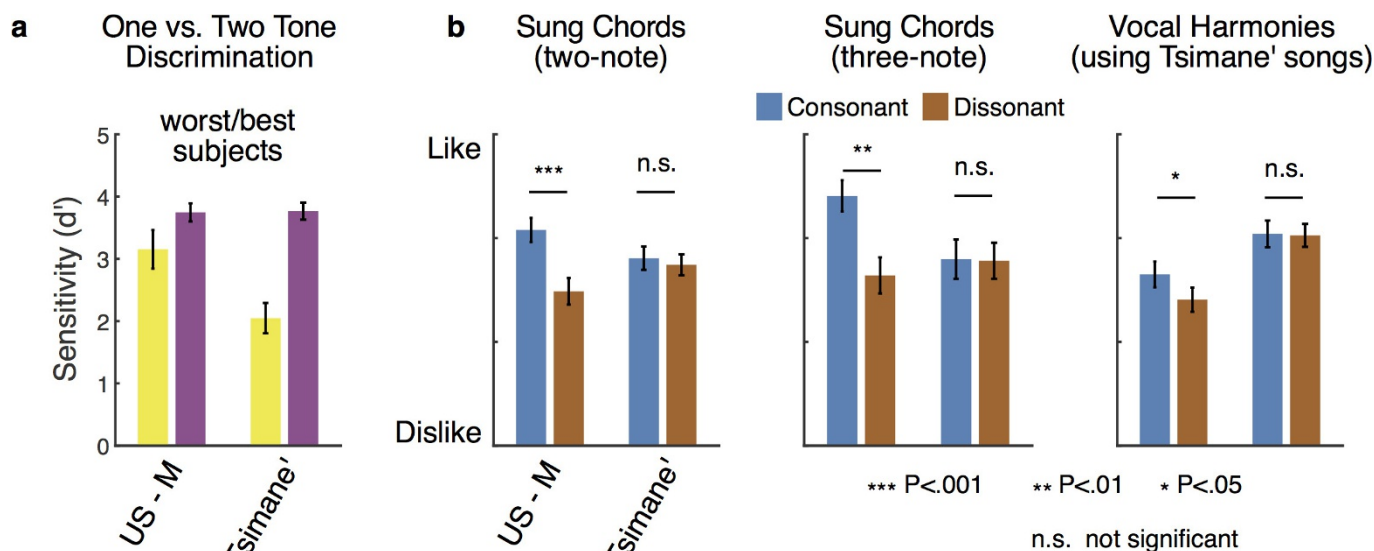 a
One vs. Two Tone
Discrimination
worst/best
subjects
Sensitivity (d')
5
4
3
2
1
0
US - M
Tsimane'
b
Sung Chords
(two-note)
Like
Dislike
***
n.s.
US - M
Tsimane'
Sung Chords
(three-note)
Consonant
Dissonant
**
n.s.
Vocal Harmonies
(using Tsimane' songs)
*
n.s.
*** P<.001
** P<.01
* P<.05
n.s. not significant